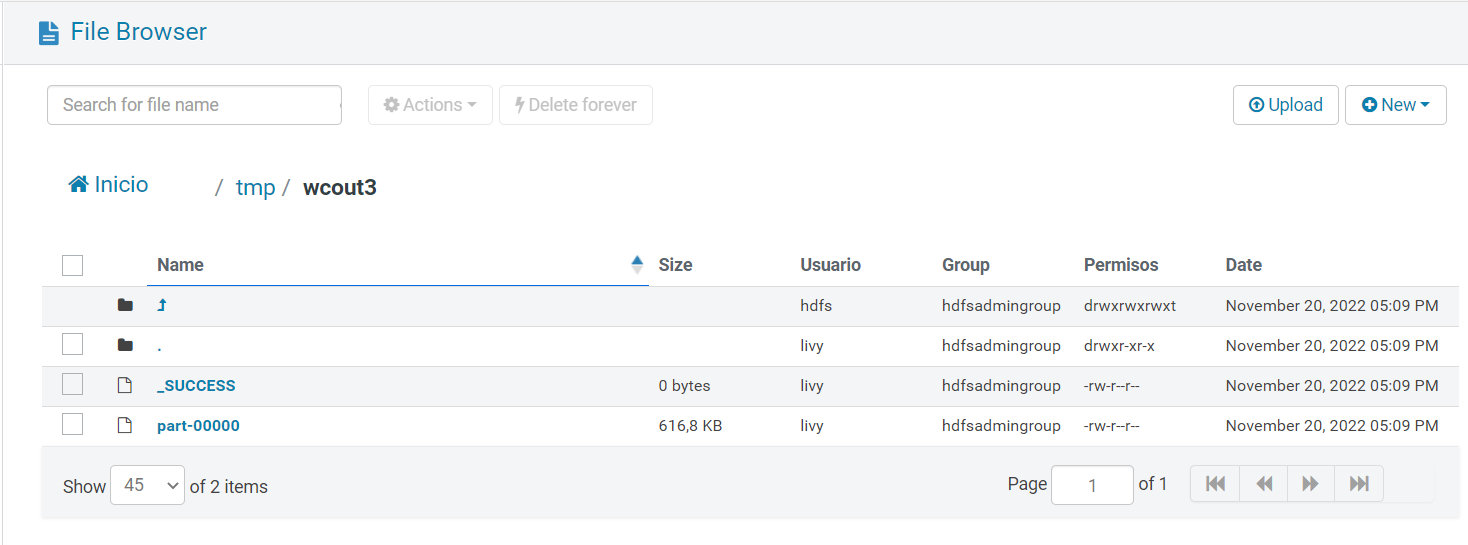 File Browser
Search for file name Actions Delete forever Upload New
Inicio / tmp / wcout3
Name Size Usuario Group Permisos Date
hdfs hdfsadmingroup drwxrwxrwxt November 20, 2022 05:09 PM
. livy hdfsadmingroup drwxr-xr-x November 20, 2022 05:09 PM
_SUCCESS 0 bytes livy hdfsadmingroup -rw-r--r-- November 20, 2022 05:09 PM
part-00000 616,8 KB livy hdfsadmingroup -rw-r--r-- November 20, 2022 05:09 PM
Show 45 of 2 items Page 1 of 1